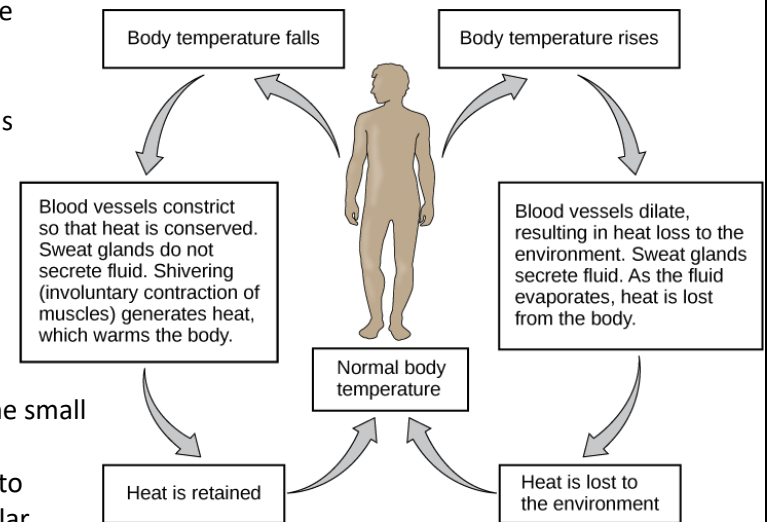 e
Body temperature falls
Body temperature rises
s
Blood vessels constrict
so that heat is conserved.
Sweat glands do not
secrete fluid. Shivering
(involuntary contraction of
muscles) generates heat,
which warms the body.
Blood vessels dilate,
resulting in heat loss to the
environment. Sweat glands
secrete fluid. As the fluid
evaporates, heat is lost
from the body.
Normal body
temperature
e small
to
Heat is retained
Heat is lost to
the environment